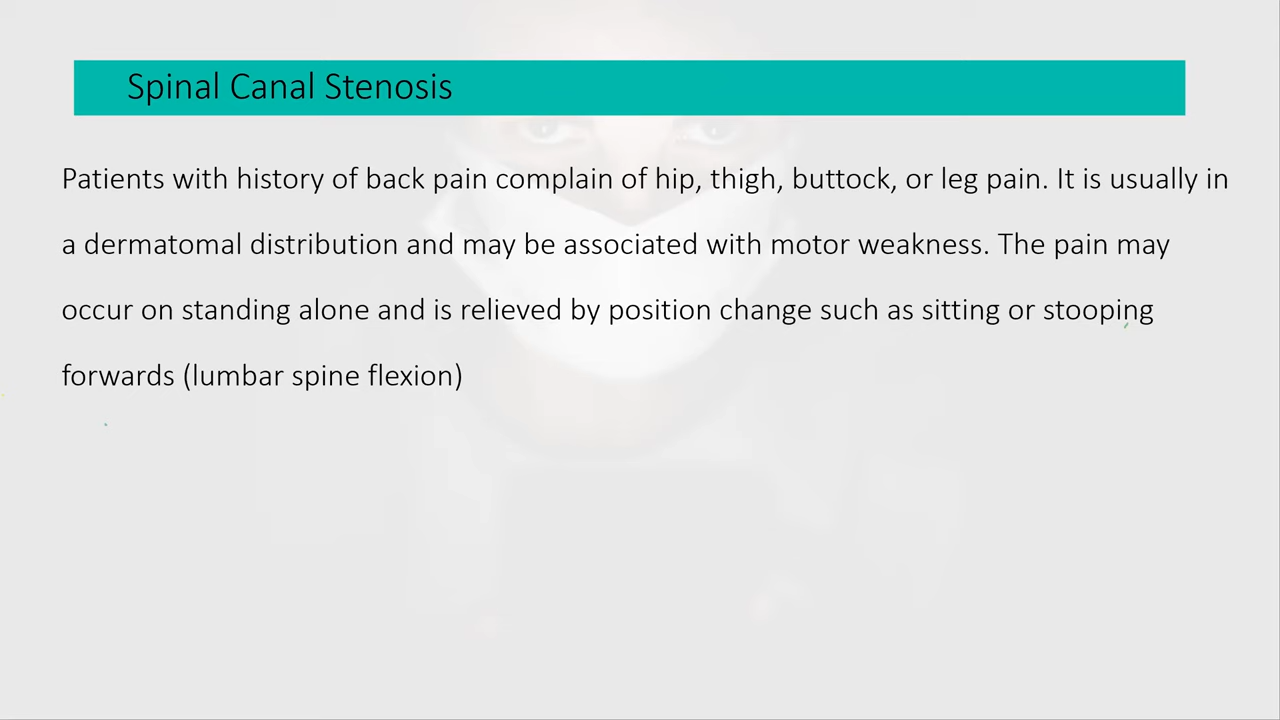 Spinal Canal Stenosis
Patients with history of back pain complain of hip, thigh, buttock, or leg pain. It is usually in
a dermatomal distribution and may be associated with motor weakness. The pain may
occur on standing alone and is relieved by position change such as sitting or stooping
forwards (lumbar spine flexion)